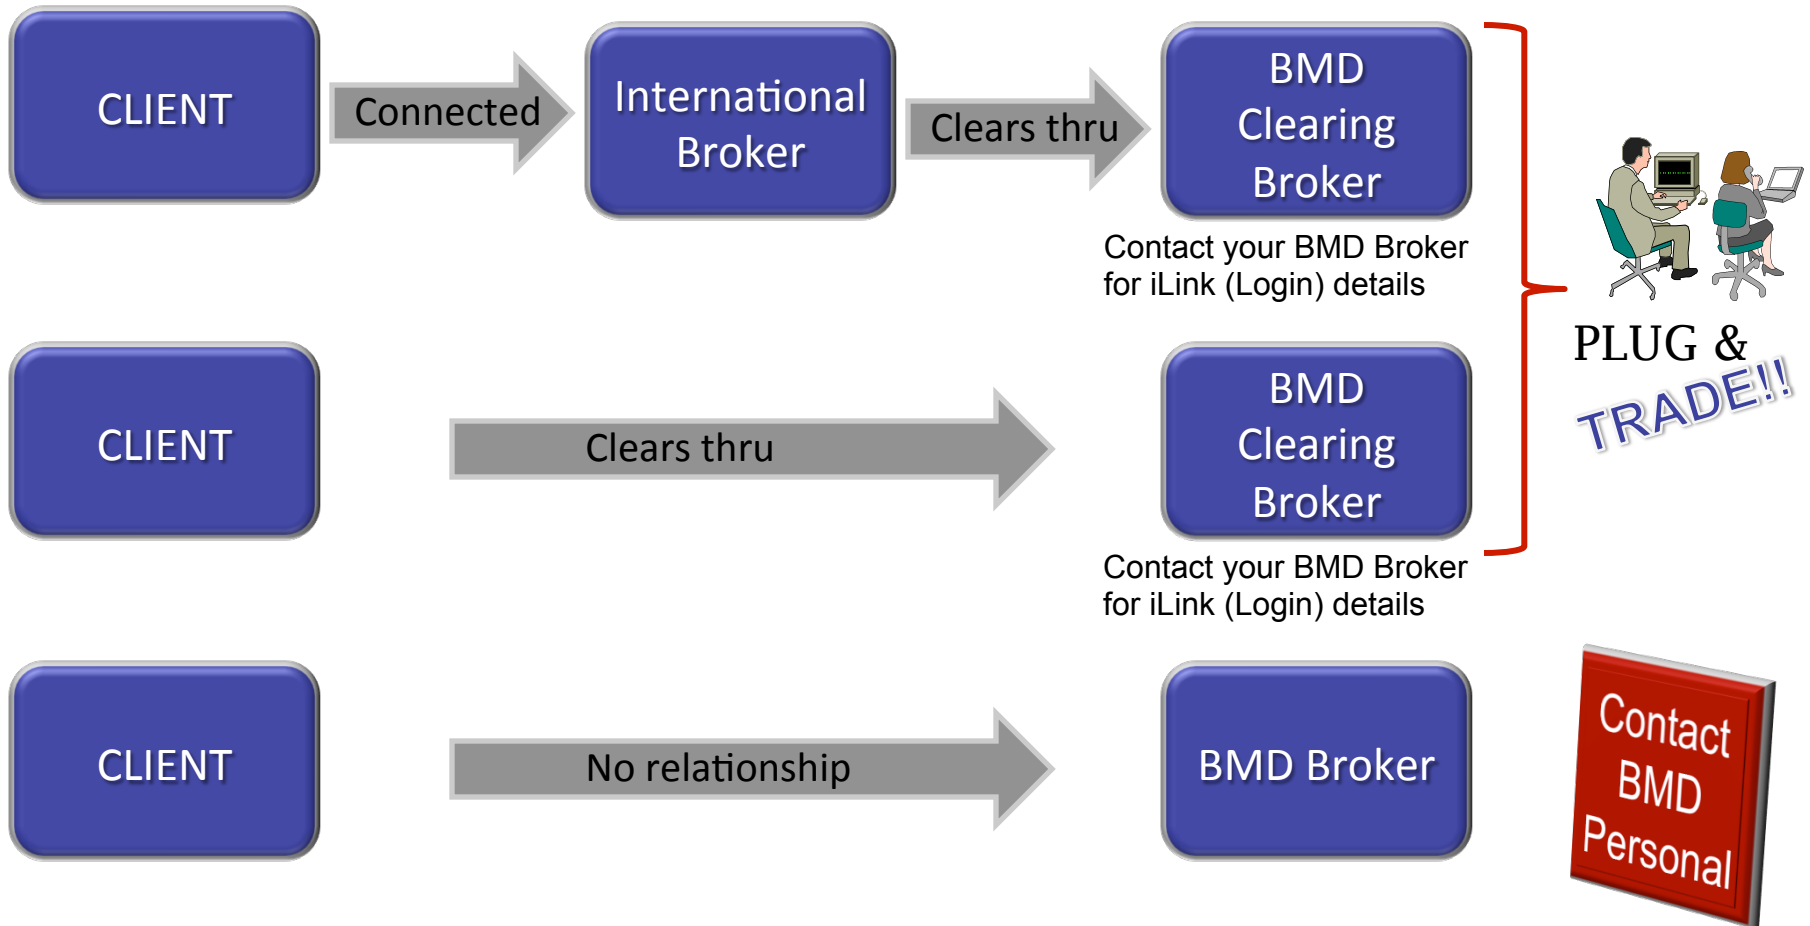 CLIENT
Connected
International
Broker
Clears thru
BMD
Clearing
Broker
Contact your BMD Broker
for iLink (Login) details
PLUG &
TRADE!!
CLIENT
Clears thru
BMD
Clearing
Broker
Contact your BMD Broker
for iLink (Login) details
CLIENT
No relationship
BMD Broker
Contact
BMD
Personal